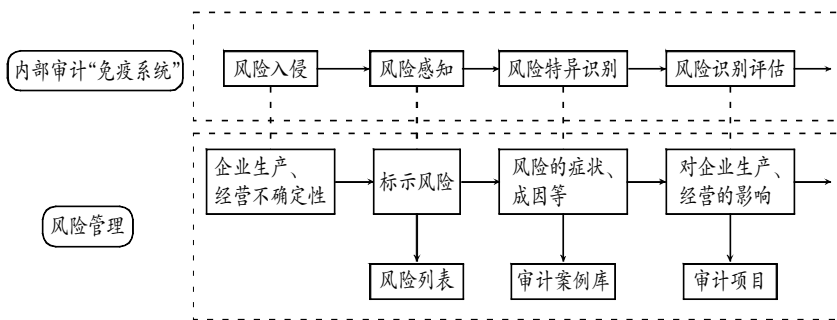 内部审计“免疫系统”
风险入侵
风险感知
风险特异识别
风险识别评估
企业生产、
经营不确定性
标示风险
风险的症状、
成因等
对企业生产、
经营的影响
风险管理
风险列表
审计案例库
审计项目